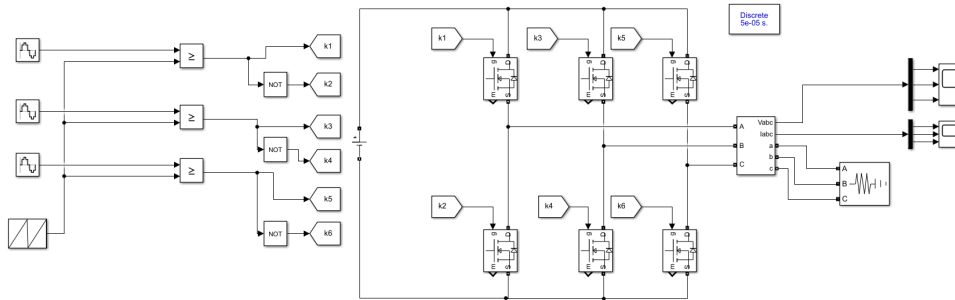 Discrete
5e-05 s.
≥
k1
NOT
k2
≥
k3
NOT
k4
≥
k5
NOT
k6
k1
k3
k5
g
D
m
S
g
D
m
S
g
D
m
S
+
A
B
C
Vabc
Iabc
a
b
c
A
B
C
k2
k4
k6
g
D
m
S
g
D
m
S
g
D
m
S